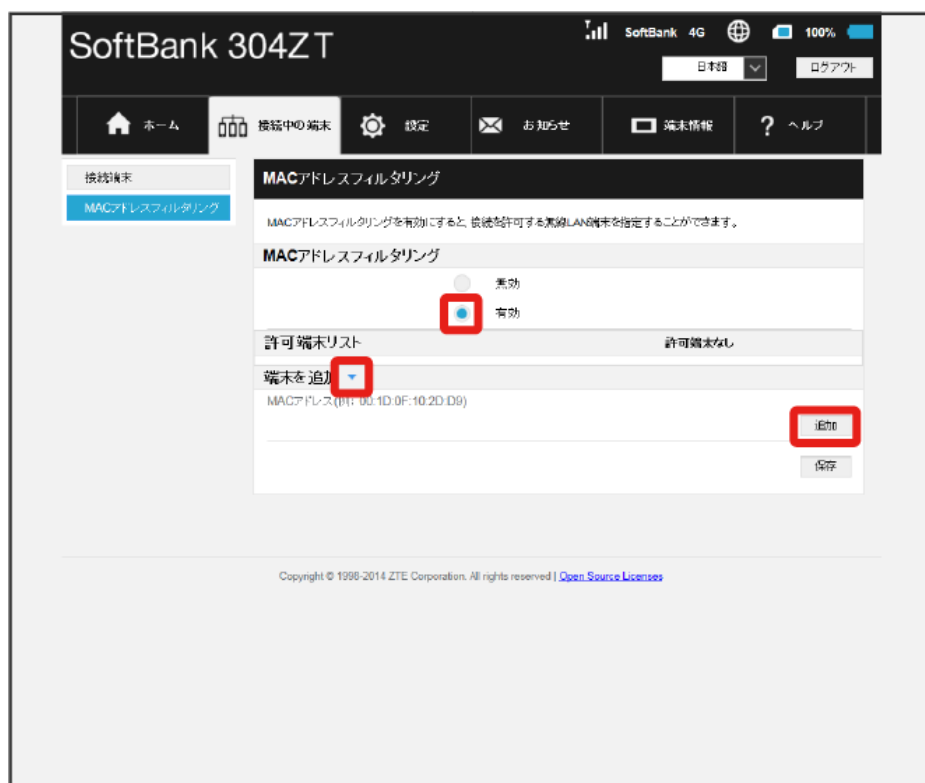 SoftBank 304ZT
SoftBank 4G 100%
日本語 ログアウト
ホーム 接続中の端末 設定 お知らせ 端末情報 ? ヘルプ
接続端末
MACアドレスフィルタリング
MACアドレスフィルタリング
MACアドレスフィルタリングを有効にすると、接続を許可する無線LAN端末を指定することができます。
MACアドレスフィルタリング
無効
有効
許可端末リスト 許可端末なし
端末を追加
MACアドレス(例: 00:1D:0F:10:2D:D9)
追加
保存
Copyright © 1998-2014 ZTE Corporation. All rights reserved | Open Source Licenses